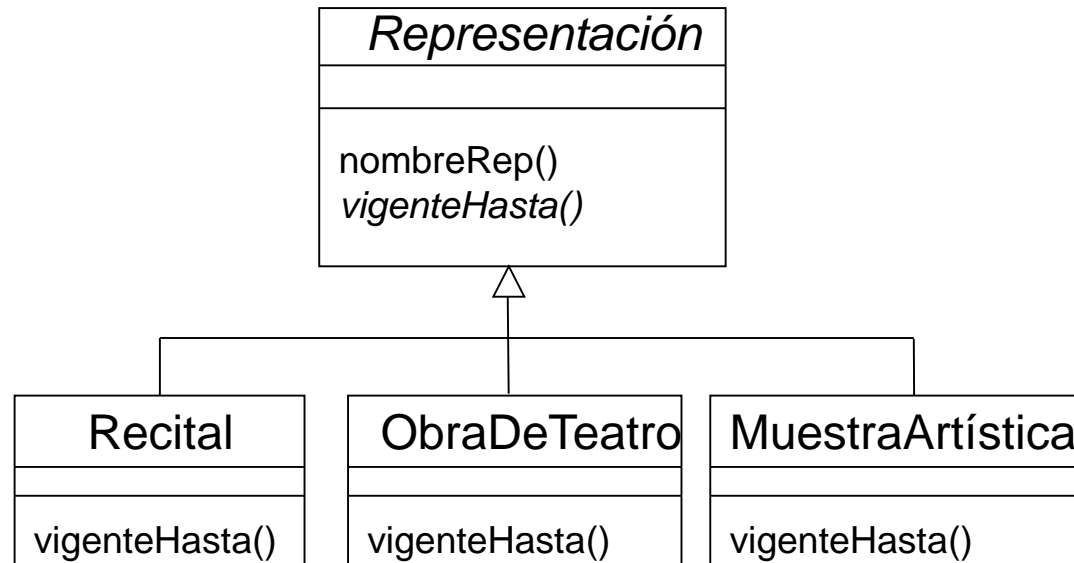 Representación
nombreRep()
vigenteHasta()
Recital
ObraDeTeatro
MuestraArtística
vigenteHasta()
vigenteHasta()
vigenteHasta()